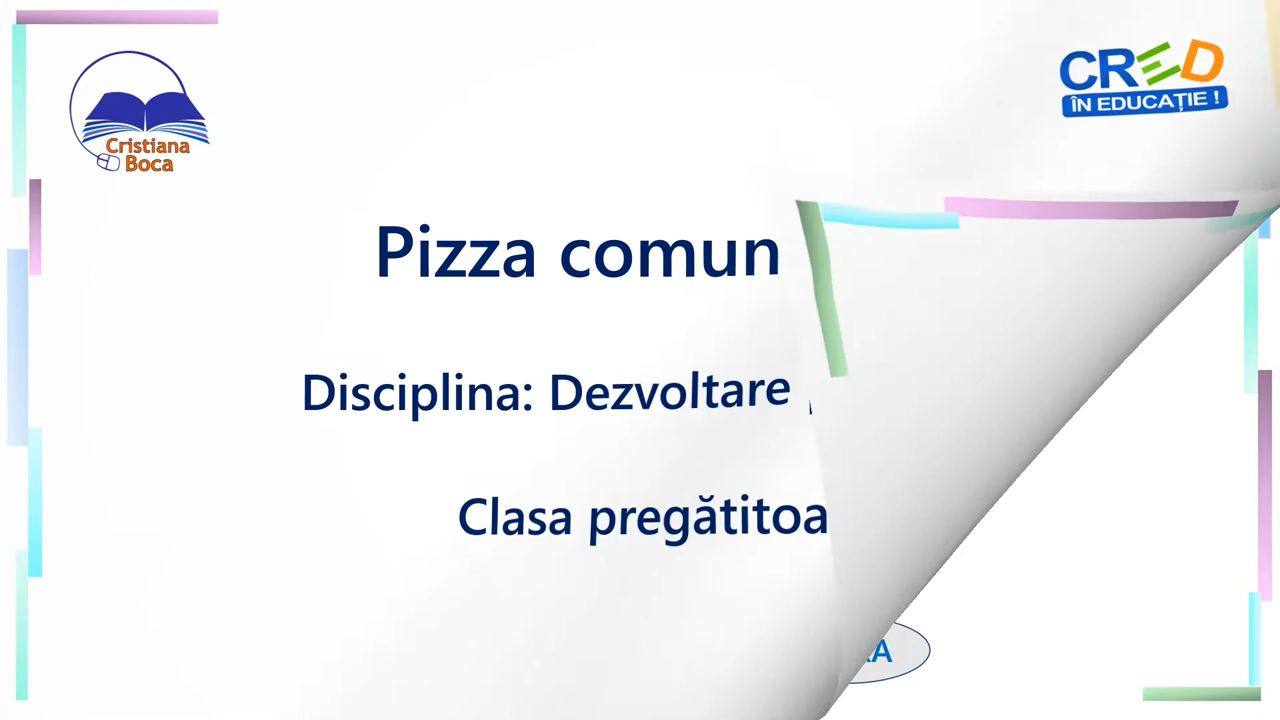 Cristiana
Boca
CRED
ÎN EDUCAȚIE !
Pizza comun
Disciplina: Dezvoltare
Clasa pregătitoa